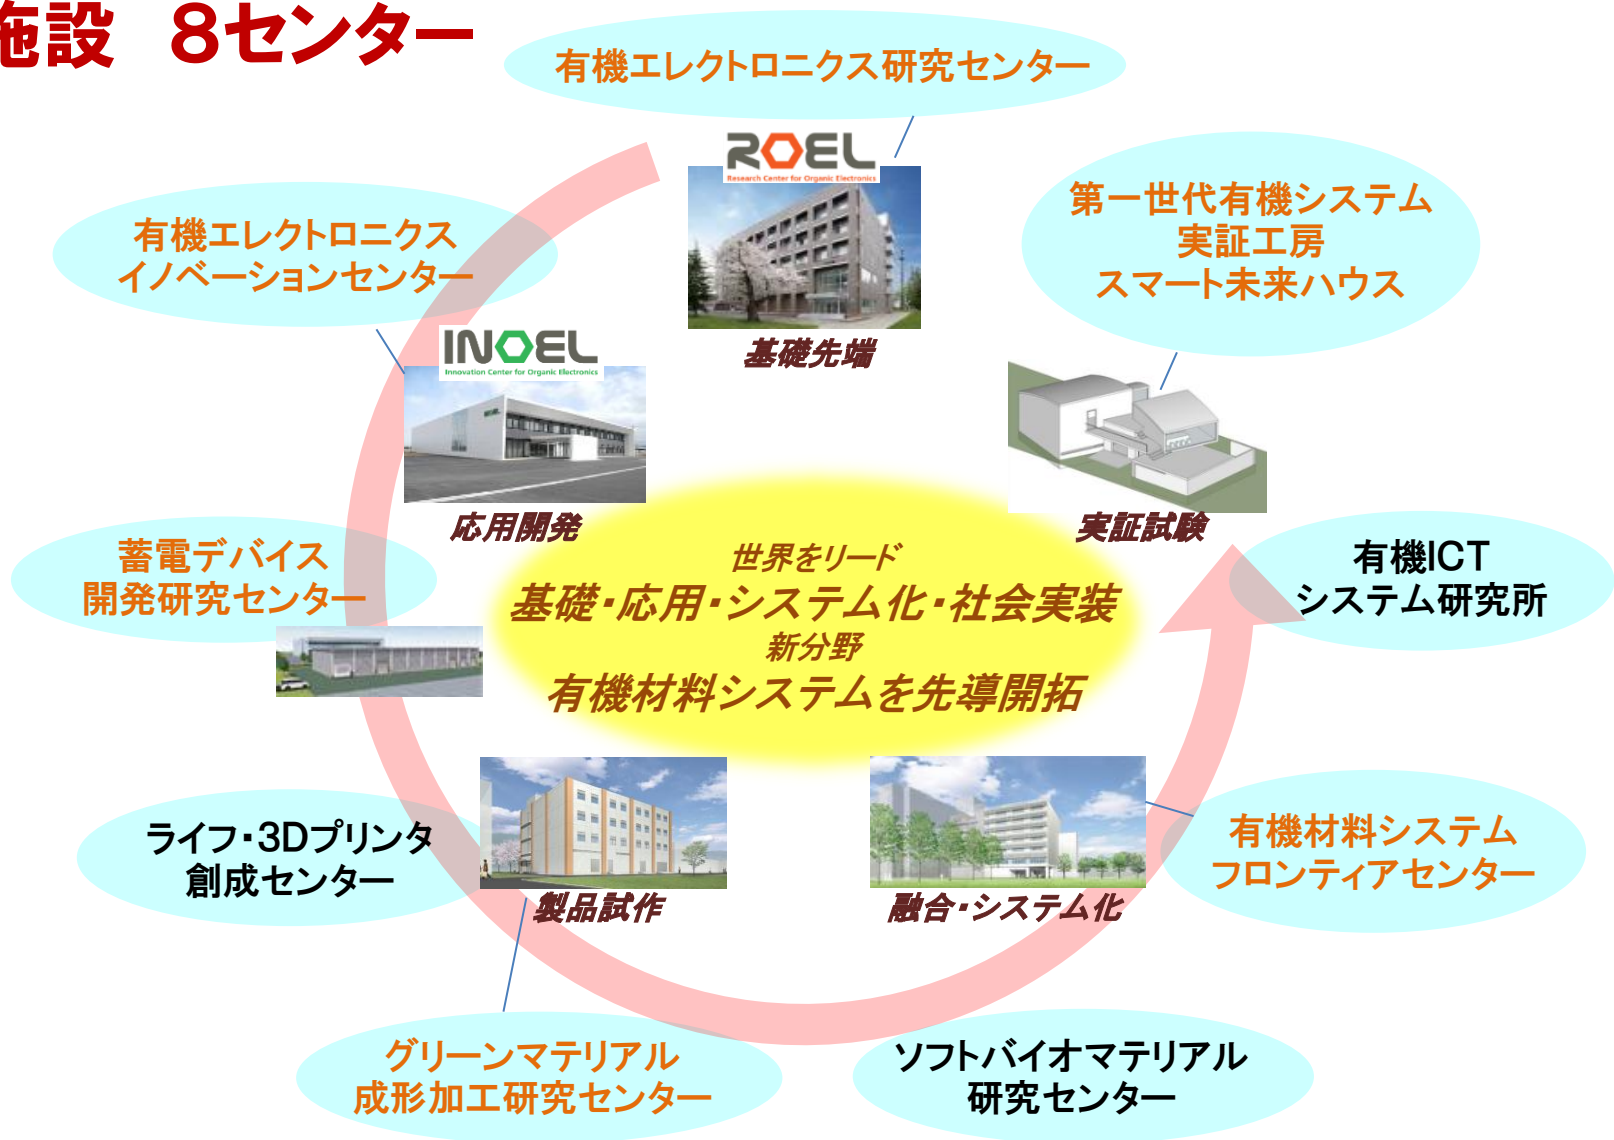 施設　8センター
有機エレクトロニクス研究センター
ROEL
Research Center for Organic Electronics
基礎先端
第一世代有機システム
実証工房
スマート未来ハウス
実証試験
有機エレクトロニクス
イノベーションセンター
INOEL
Innovation Center for Organic Electronics
INOEL
応用開発
世界をリード
基礎・応用・システム化・社会実装
新分野
有機材料システムを先導開拓
蓄電デバイス
開発研究センター
有機ICT
システム研究所
ライフ・3Dプリンタ
創成センター
製品試作
融合・システム化
有機材料システム
フロンティアセンター
グリーンマテリアル
成形加工研究センター
ソフトバイオマテリアル
研究センター